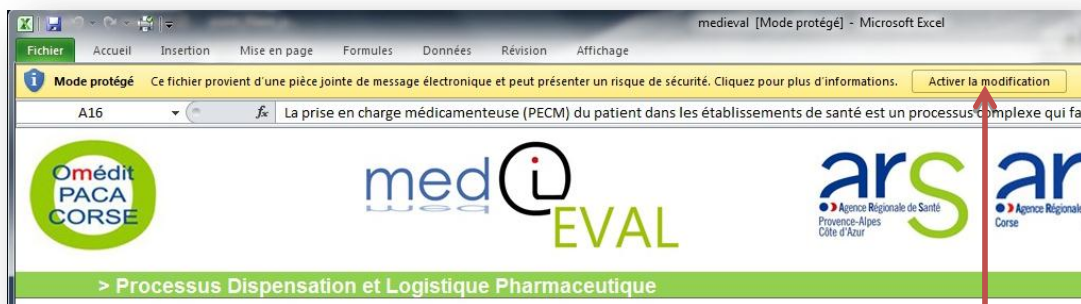 medieval [Mode protégé] - Microsoft Excel
Fichier Accueil Insertion Mise en page Formules Données Révision Affichage
Mode protégé Ce fichier provient d'une pièce jointe de message électronique et peut présenter un risque de sécurité. Cliquez pour plus d'informations. Activer la modification
A16 fx La prise en charge médicamenteuse (PECM) du patient dans les établissements de santé est un processus complexe qui fa
Omédit
PACA
CORSE
med i
EVAL
ars
Agence Régionale de Santé
Provence-Alpes
Côte d'Azur
ar
Agence Régionale
Corse
> Processus Dispensation et Logistique Pharmaceutique